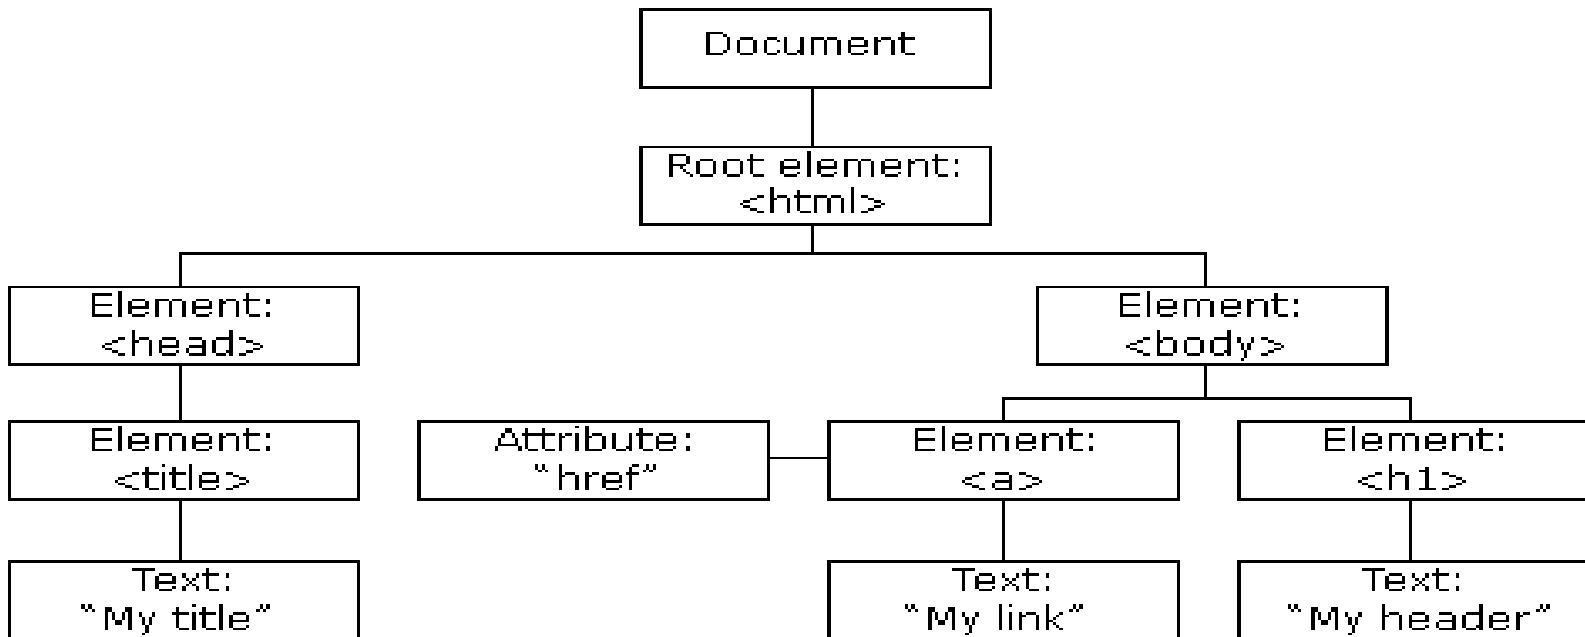 Document
Root element:
<html>
Element:
<head>
Element:
<body>
Element:
<title>
Attribute:
"href"
Element:
<a>
Element:
<h1>
Text:
"My title"
Text:
"My link"
Text:
"My header"